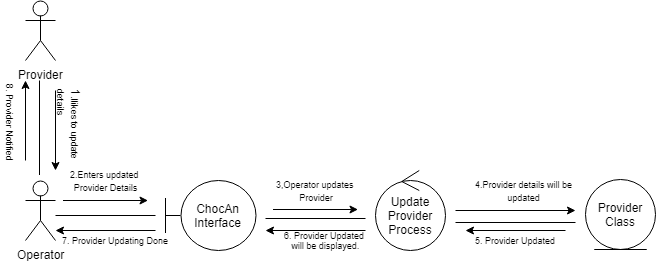 Provider
8. Provider Notified
1.likes to update
details
2.Enters updated
Provider Details
Operator
7. Provider Updating Done
ChocAn
Interface
3,Operator updates
Provider
6. Provider Updated
will be displayed.
Update
Provider
Process
4.Provider details will be
updated
5. Provider Updated
Provider
Class